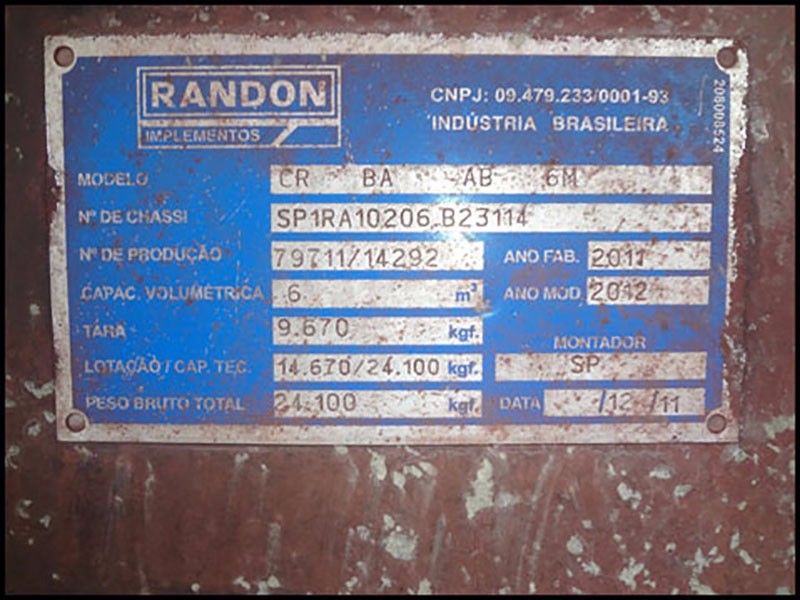 RANDON
IMPLEMENTOS
CNPJ: 09.479.233/0001-93
INDÚSTRIA BRASILEIRA
208008524
MODELO CR BA AB 6M
Nº DE CHASSI SP1RA10206 B23114
Nº DE PRODUÇÃO 79711/14292 ANO FAB. 2011
CAPAC. VOLUMÉTRICA 6 m³ ANO MOD. 2012
TARA 9.670 kgf.
MONTADOR
LOTAÇÃO / CAP. TEC. 14.670/24.100 kgf. SP
PESO BRUTO TOTAL 24.100 kgf. DATA /12 /11